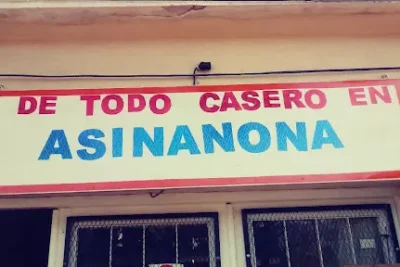 DE TODO CASERO EN
ASINANONA